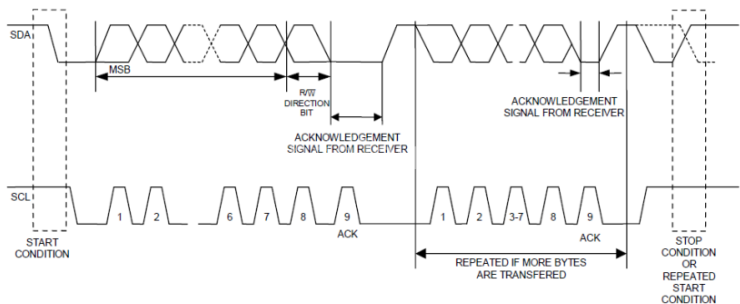 SDA
MSB
R/W
DIRECTION
BIT
ACKNOWLEDGEMENT
SIGNAL FROM RECEIVER
ACKNOWLEDGEMENT
SIGNAL FROM RECEIVER
SCL
1
2
6
7
8
9
1
2
3-7
8
9
ACK
ACK
START
CONDITION
REPEATED IF MORE BYTES
ARE TRANSFERED
STOP
CONDITION
OR
REPEATED
START
CONDITION